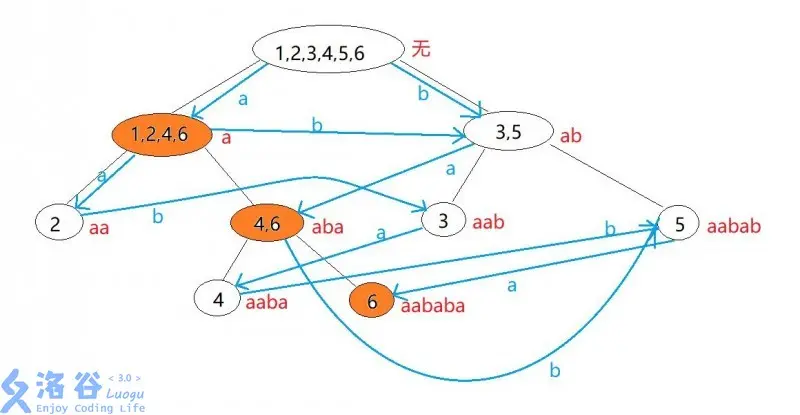 1,2,3,4,5,6 无
a b
1,2,4,6 a b 3,5 ab
a a
2 aa b 4,6 aba 3 aab 5 aabab
a b
4 aaba 6 aababa a
b
洛谷 < 3.0 > Luogu
Enjoy Coding Life